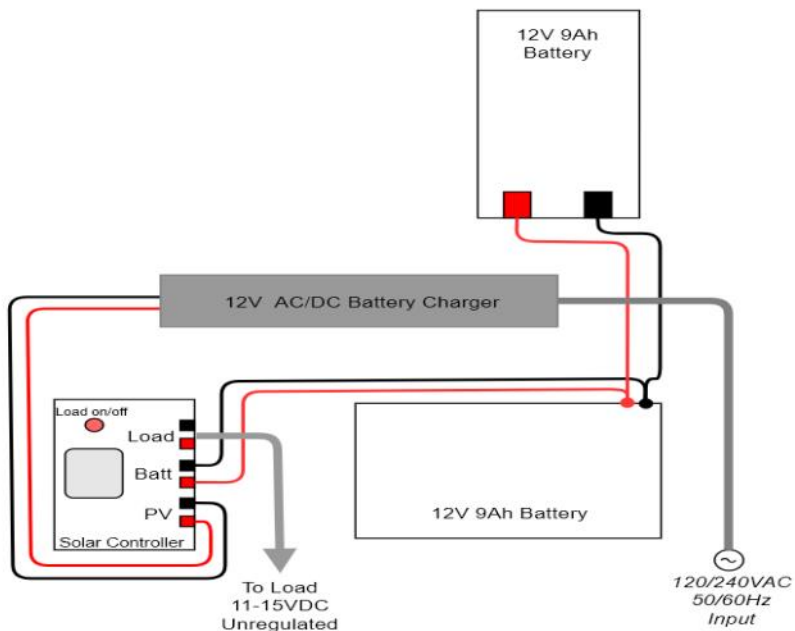 12V 9Ah
Battery
12V  AC/DC Battery Charger
Load on/off
Load
Batt
PV
Solar Controller
12V 9Ah Battery
To Load
11-15VDC
Unregulated
120/240VAC
50/60Hz
Input